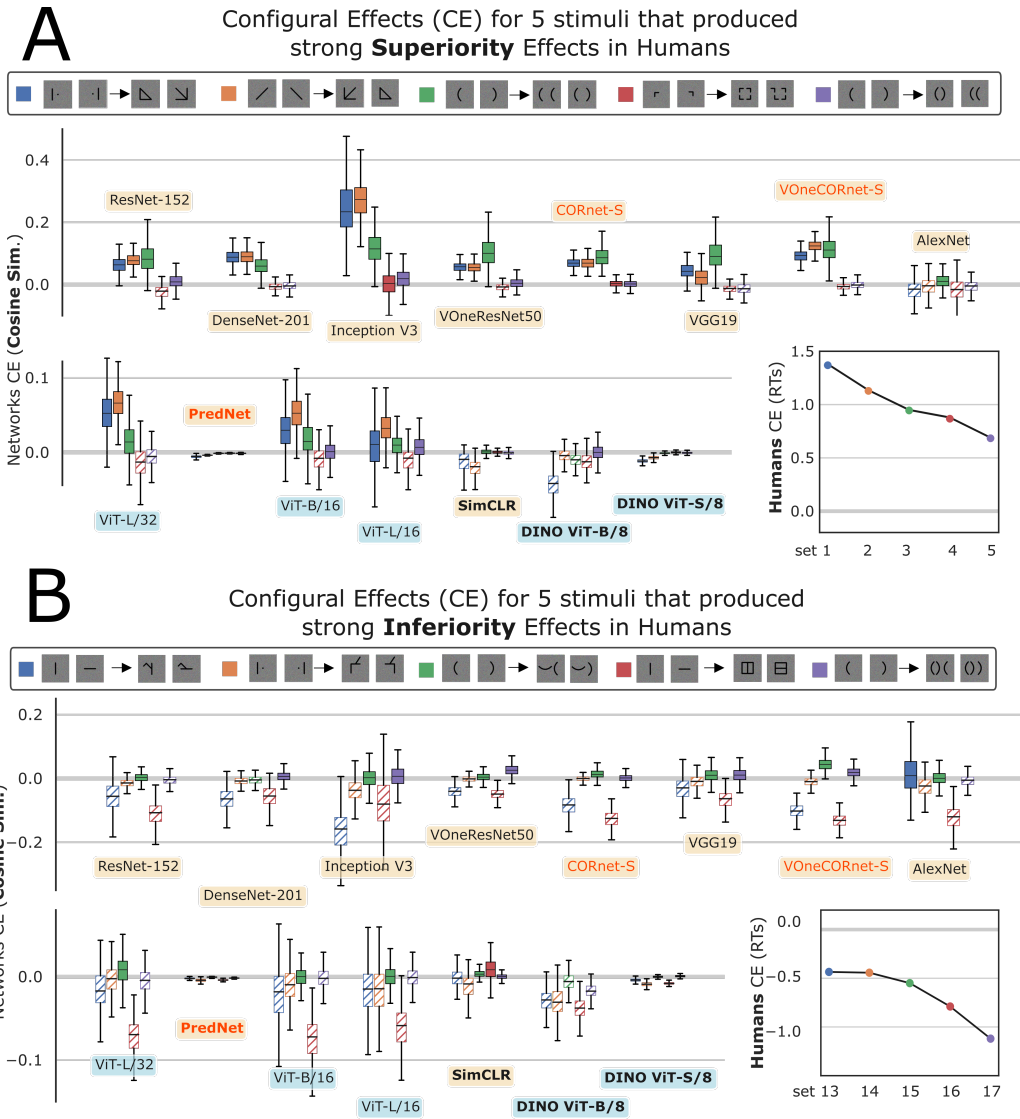 A
Configural Effects (CE) for 5 stimuli that produced
strong Superiority Effects in Humans
Networks CE (Cosine Sim.)
0.4
0.2
0.0
ResNet-152
DenseNet-201
Inception V3
VOneResNet50
CORnet-S
VGG19
VOneCORnet-S
AlexNet
0.1
0.0
ViT-L/32
PredNet
ViT-B/16
ViT-L/16
SimCLR
DINO ViT-B/8
DINO ViT-S/8
Humans CE (RTs)
1.5
1.0
0.5
0.0
set 1 2 3 4 5
B
Configural Effects (CE) for 5 stimuli that produced
strong Inferiority Effects in Humans
Networks CE (Cosine Sim.)
0.2
0.0
−0.2
ResNet-152
DenseNet-201
Inception V3
VOneResNet50
CORnet-S
VGG19
VOneCORnet-S
AlexNet
0.0
−0.1
ViT-L/32
PredNet
ViT-B/16
ViT-L/16
SimCLR
DINO ViT-B/8
DINO ViT-S/8
Humans CE (RTs)
0.0
−0.5
−1.0
set 13 14 15 16 17